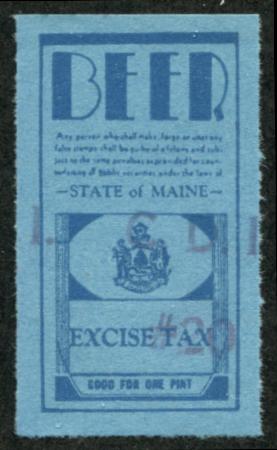 BEER
Any person who shall make, forge or utter any
false stamps shall be guilty of a felony and sub-
ject to the same penalties as provided for coun-
terfeiting of public securities under the laws of
-STATE of MAINE-
EXCISE TAX
#20
GOOD FOR ONE PINT